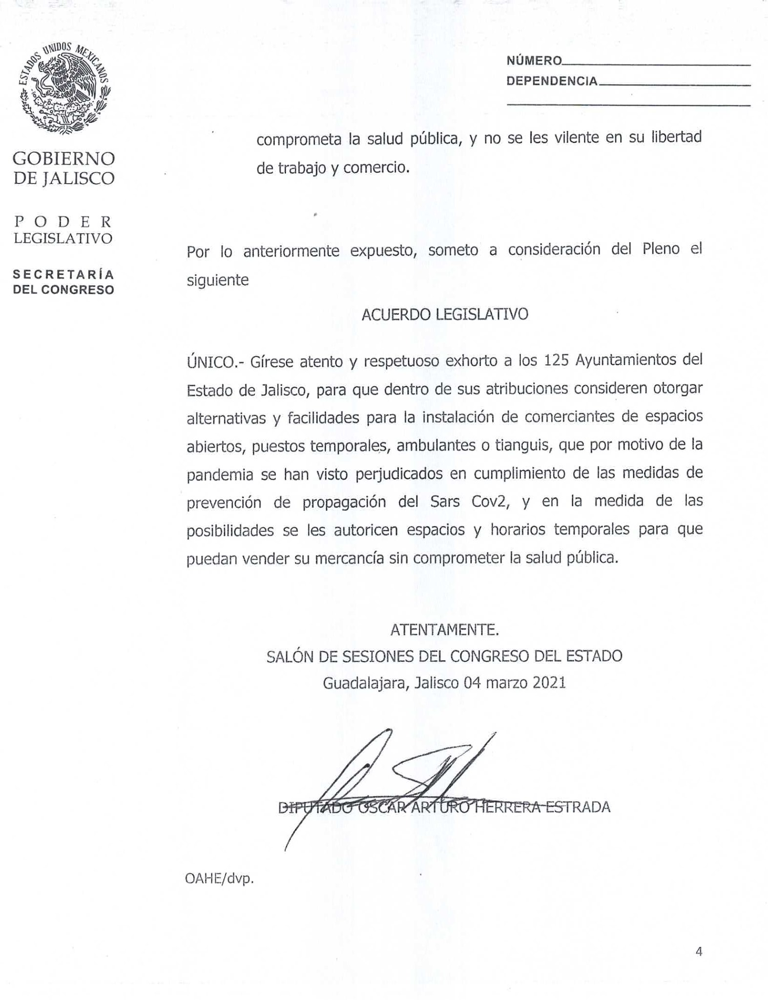 ESTADOS UNIDOS MEXICANOS
GOBIERNO
DE JALISCO
PODER
LEGISLATIVO
SECRETARÍA
DEL CONGRESO
NÚMERO
DEPENDENCIA
comprometa la salud pública, y no se les vilente en su libertad
de trabajo y comercio.
Por lo anteriormente expuesto, someto a consideración del Pleno el
siguiente
ACUERDO LEGISLATIVO
ÚNICO.- Gírese atento y respetuoso exhorto a los 125 Ayuntamientos del
Estado de Jalisco, para que dentro de sus atribuciones consideren otorgar
alternativas y facilidades para la instalación de comerciantes de espacios
abiertos, puestos temporales, ambulantes o tianguis, que por motivo de la
pandemia se han visto perjudicados en cumplimiento de las medidas de
prevención de propagación del Sars Cov2, y en la medida de las
posibilidades se les autoricen espacios y horarios temporales para que
puedan vender su mercancía sin comprometer la salud pública.
ATENTAMENTE.
SALÓN DE SESIONES DEL CONGRESO DEL ESTADO
Guadalajara, Jalisco 04 marzo 2021
DIPUTADO OSCAR ARTURO HERRERA ESTRADA
OAHE/dvp.
4